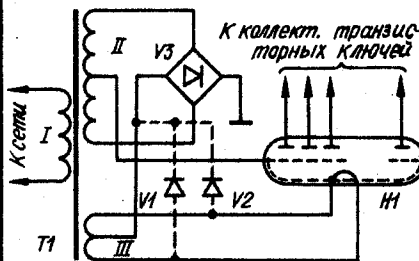 К коллект. транзис-
торных ключей
II
V3
К сети
I
V1
V2
H1
T1
III